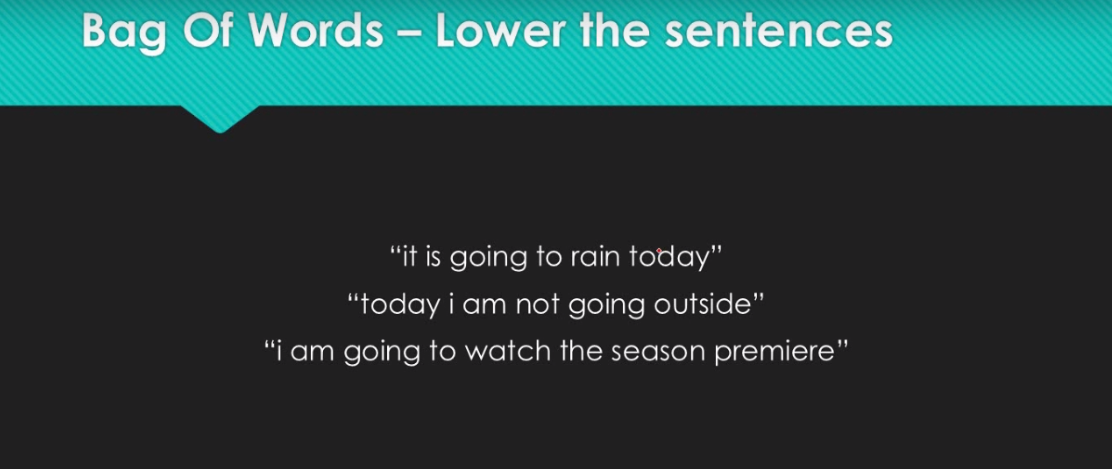 Bag Of Words – Lower the sentences
“it is going to rain today”
“today i am not going outside”
“i am going to watch the season premiere”